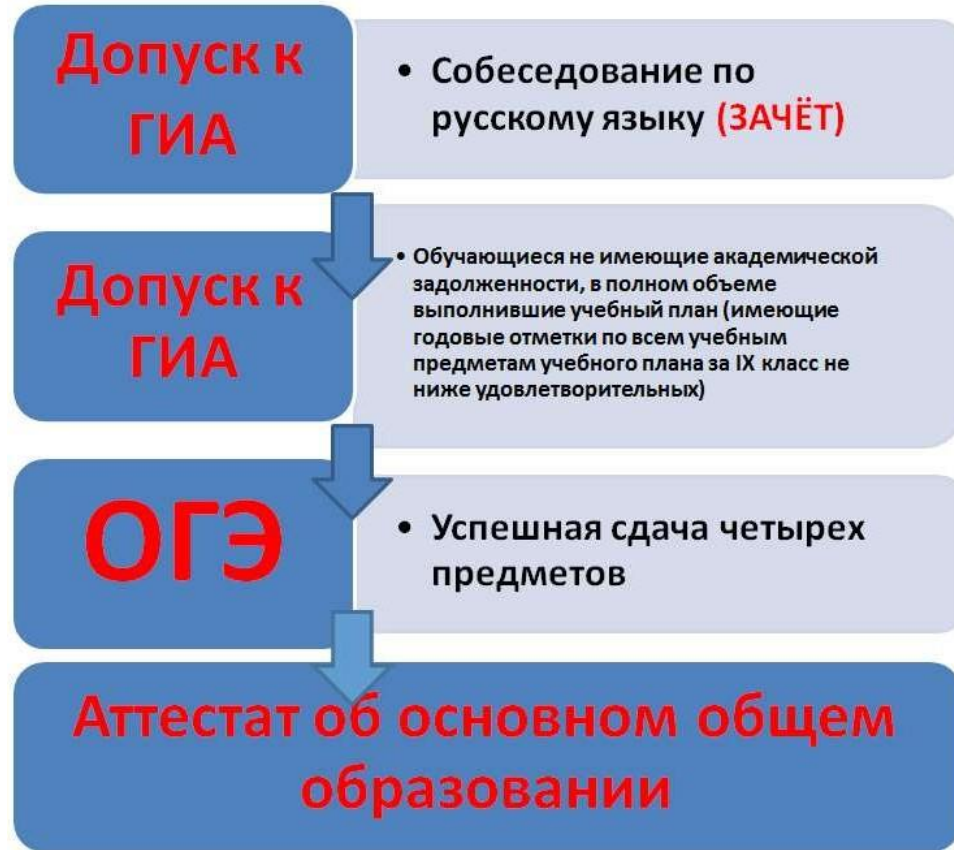 Допуск к
ГИА
• Собеседование по
русскому языку (ЗАЧЁТ)
Допуск к
ГИА
• Обучающиеся не имеющие академической
задолженности, в полном объеме
выполнившие учебный план (имеющие
годовые отметки по всем учебным
предметам учебного плана за IX класс не
ниже удовлетворительных)
ОГЭ
• Успешная сдача четырех
предметов
Аттестат об основном общем
образовании